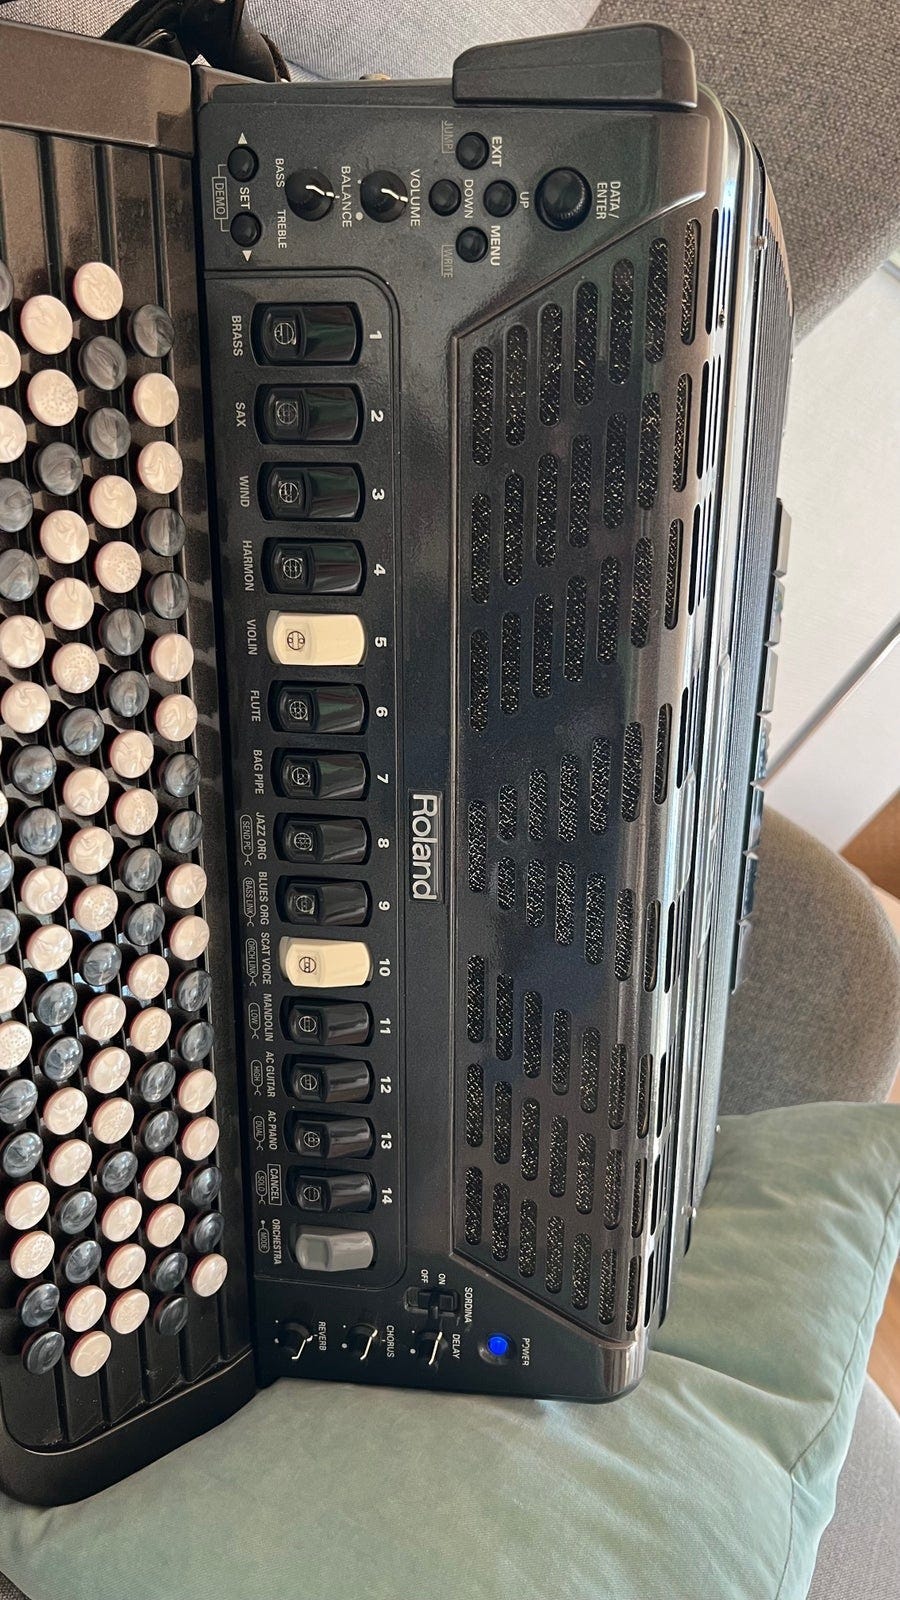 DATA /
ENTER
EXIT
JUMP
UP
DOWN
MENU
WRITE
VOLUME
BALANCE
BASS
TREBLE
SET
DEMO
1
BRASS
2
SAX
3
WIND
4
HARMON
5
VIOLIN
6
FLUTE
7
BAG PIPE
8
JAZZ ORG
SEND PC
9
BLUES ORG
BASS LINK
10
SCAT VOICE
ORCH LINK
11
MANDOLIN
LOW
12
AC GUITAR
HIGH
13
AC PIANO
DUAL
14
CANCEL
SOLO
ORCHESTRA
MODE
Roland
SORDINA
ON
OFF
REVERB
CHORUS
DELAY
POWER